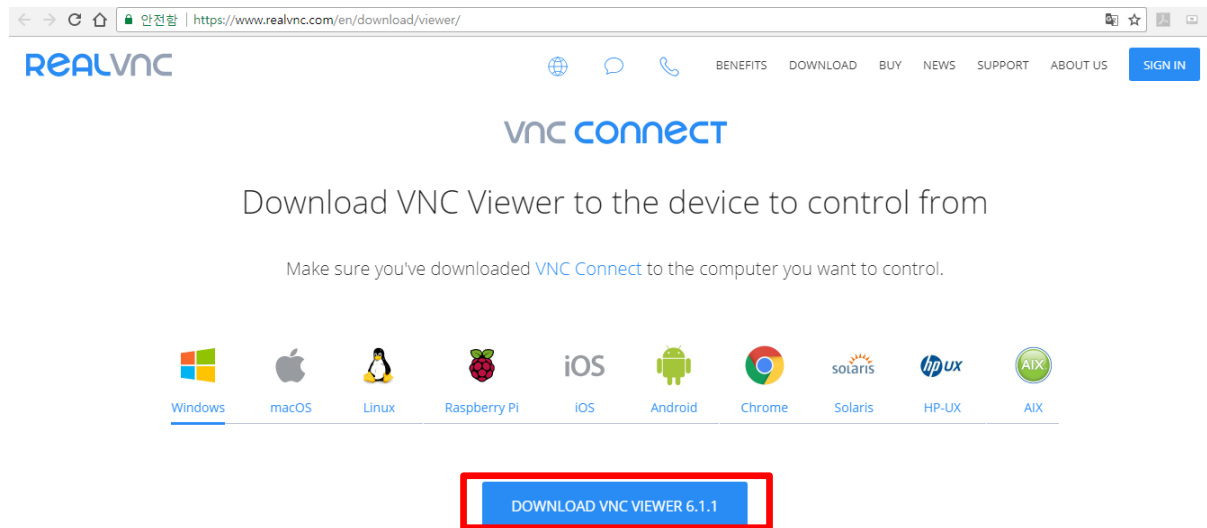 안전함 | https://www.realvnc.com/en/download/viewer/
REALVNC
BENEFITS DOWNLOAD BUY NEWS SUPPORT ABOUT US SIGN IN
VNC CONNECT
Download VNC Viewer to the device to control from
Make sure you've downloaded VNC Connect to the computer you want to control.
iOS solaris hp UX AIX
Windows macOS Linux Raspberry Pi iOS Android Chrome Solaris HP-UX AIX
DOWNLOAD VNC VIEWER 6.1.1